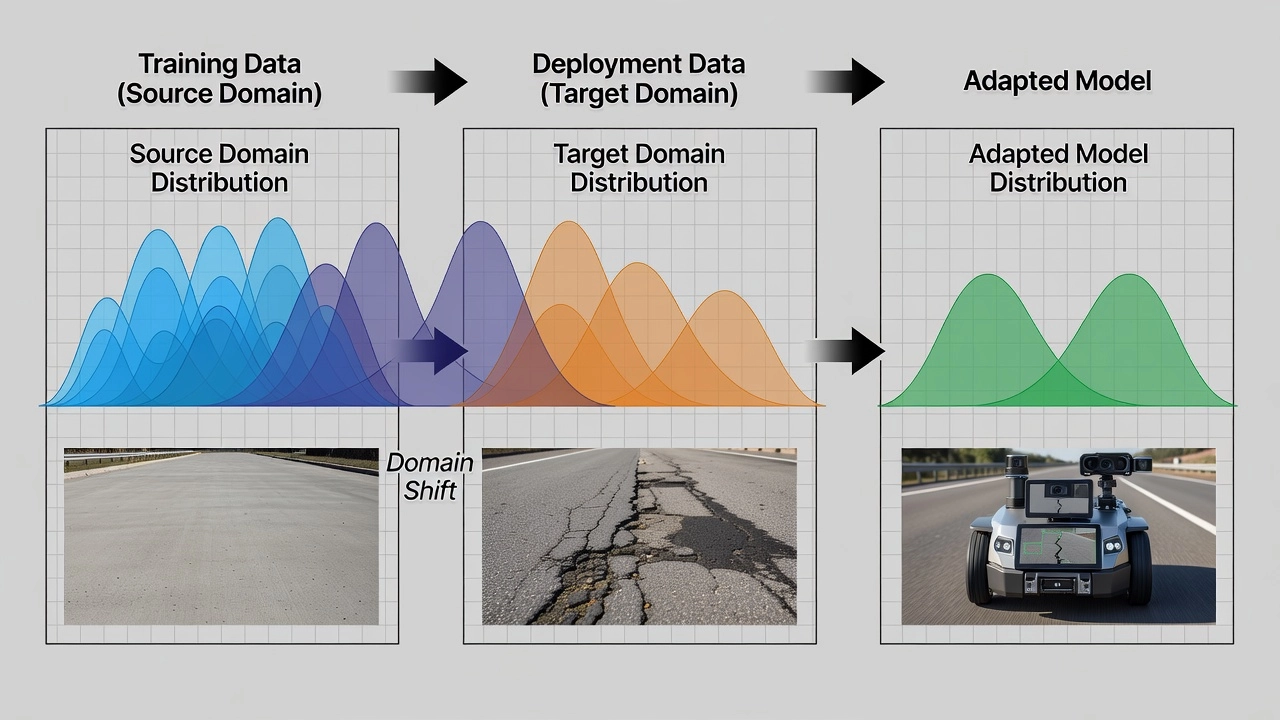 Training Data
(Source Domain)
Deployment Data
(Target Domain)
Adapted Model
Source Domain
Distribution
Target Domain
Distribution
Adapted Model
Distribution
Domain
Shift